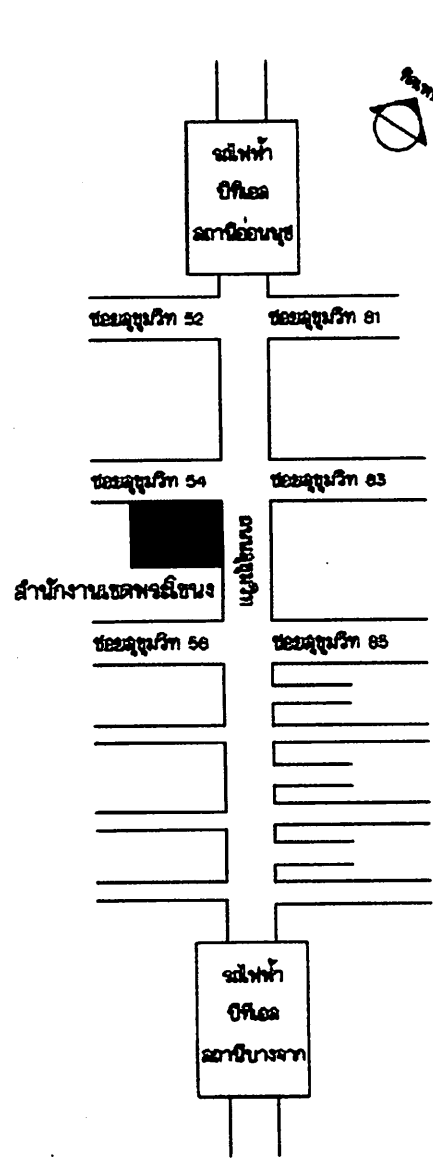 ทิศเหนือ
รถไฟฟ้า
บีทีเอส
สถานีอ่อนนุช
ซอยสุขุมวิท 52
ซอยสุขุมวิท 81
ซอยสุขุมวิท 54
ซอยสุขุมวิท 83
ถนนสุขุมวิท
สำนักงานเขตพระโขนง
ซอยสุขุมวิท 56
ซอยสุขุมวิท 85
รถไฟฟ้า
บีทีเอส
สถานีบางจาก